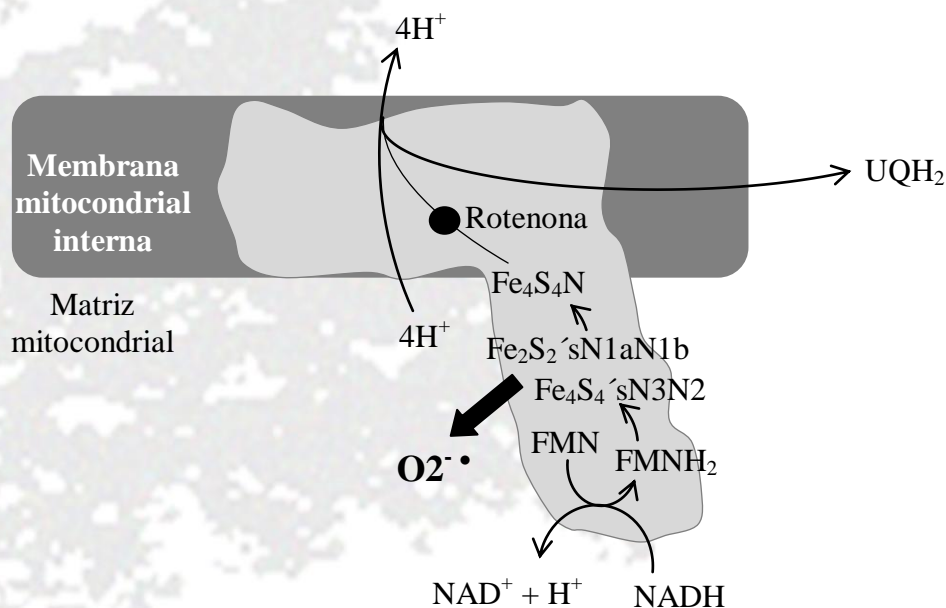 4H⁺
Membrana
mitocondrial
interna
UQH₂
Rotenona
Matriz
mitocondrial
4H⁺
Fe₄S₄N
Fe₂S₂´sN1aN1b
Fe₄S₄´sN3N2
FMN
FMNH₂
O2⁻ •
NAD⁺ + H⁺
NADH